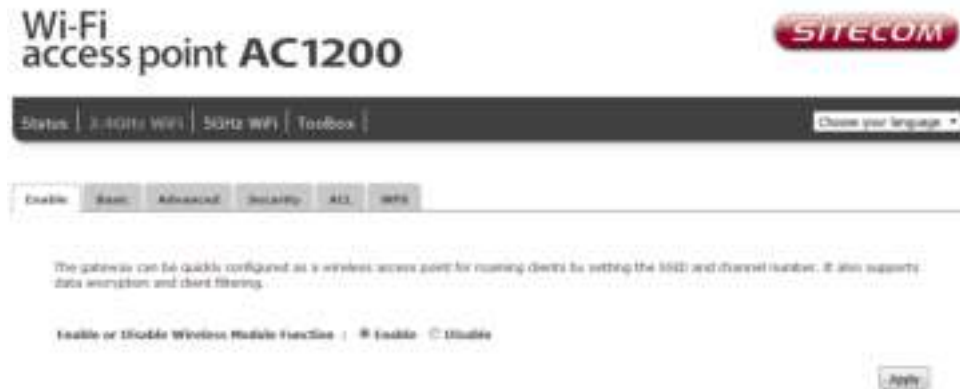 Wi-Fi
access point AC1200
SITECOM
Status | 2.4GHz WiFi | 5GHz WiFi | Toolbox |
Choose your language
Enable Basic Advanced Security ACL WPS
The gateway can be quickly configured as a wireless access point for roaming clients by setting the SSID and channel number. It also supports
data encryption and client filtering.
Enable or Disable Wireless Module Function : Enable Disable
Apply